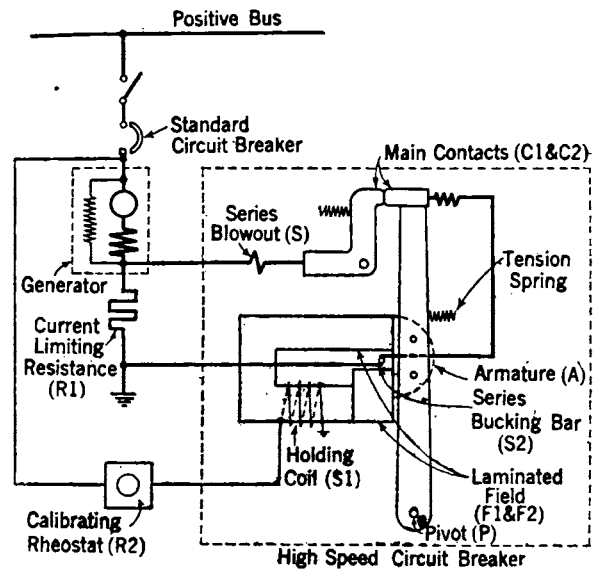 Positive Bus
Standard
Circuit Breaker
Main Contacts (C1&C2)
Series
Blowout (S)
Tension
Spring
Generator
Current
Limiting
Resistance
(R1)
Armature (A)
Series
Bucking Bar
(S2)
Holding
Coil (S1)
Laminated
Field
(F1&F2)
Calibrating
Rheostat (R2)
Pivot (P)
High Speed Circuit Breaker